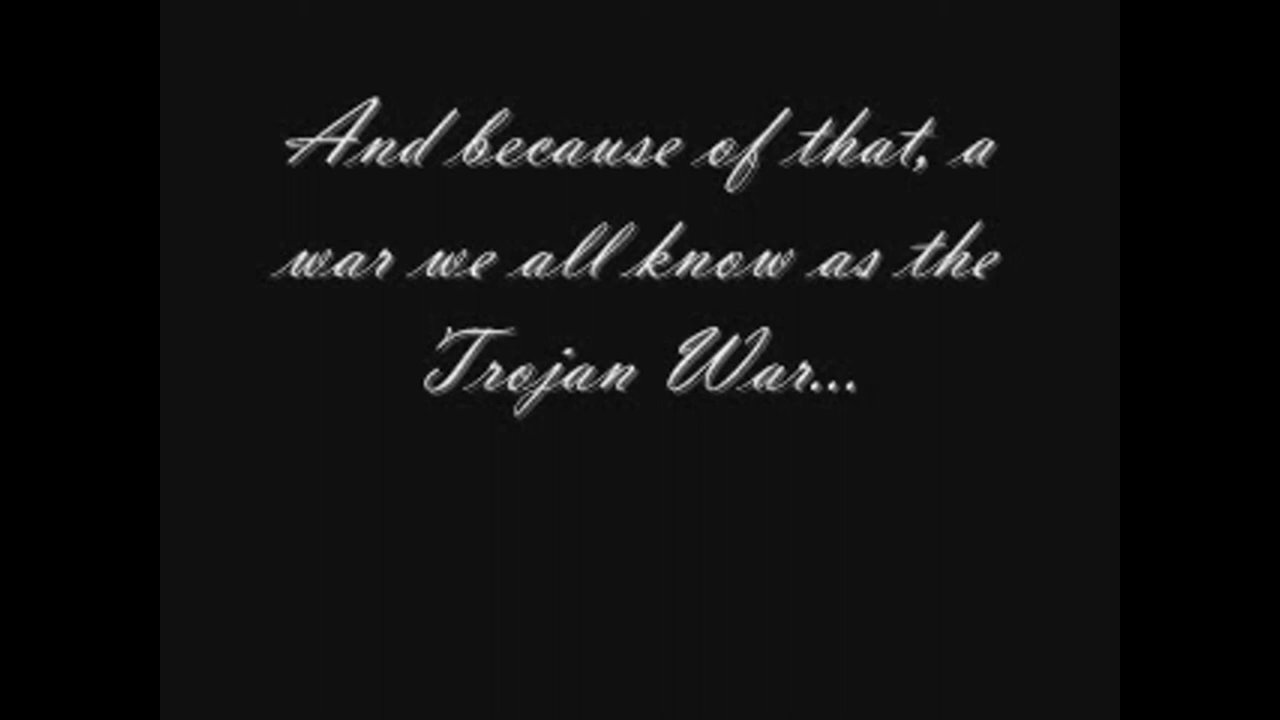 And because of that, a
war we all know as the
Trojan War...